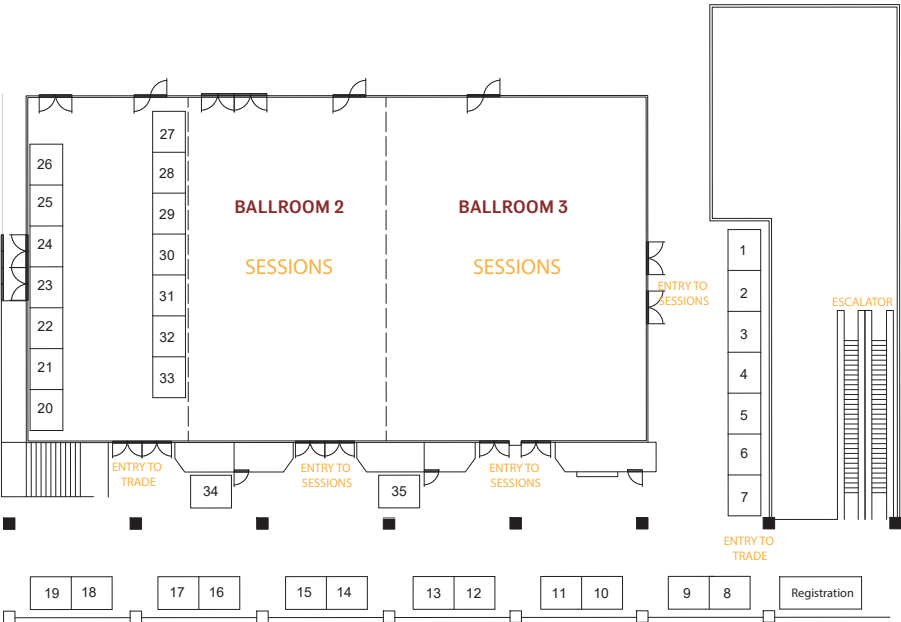 27
26
28
25
29
BALLROOM 2
BALLROOM 3
24
30
1
SESSIONS
SESSIONS
23
31
2
ENTRY TO
SESSIONS
ESCALATOR
22
32
3
21
33
4
20
5
6
ENTRY TO
TRADE
ENTRY TO
SESSIONS
ENTRY TO
SESSIONS
34
35
7
ENTRY TO
TRADE
19 18
17 16
15 14
13 12
11 10
9 8
Registration